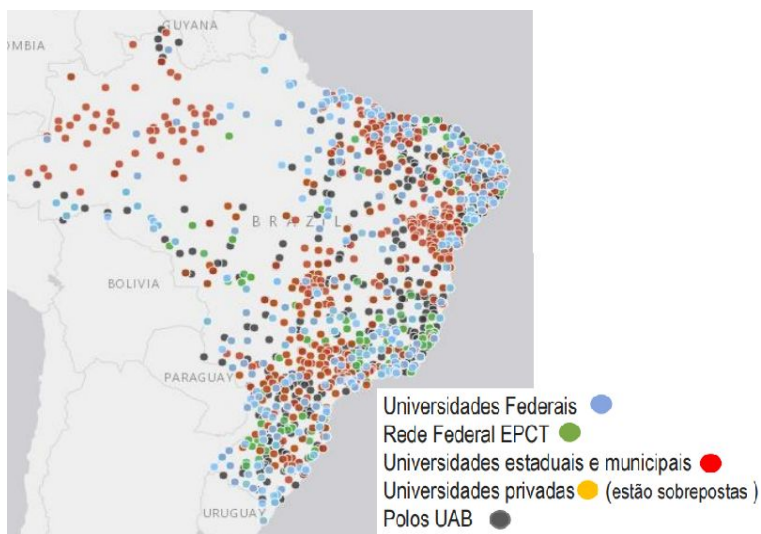 GUYANA
OMBIA
BRAZIL
BOLIVIA
PARAGUAY
URUGUAY
Universidades Federais
Rede Federal EPCT
Universidades estaduais e municipais
Universidades privadas (estão sobrepostas )
Polos UAB